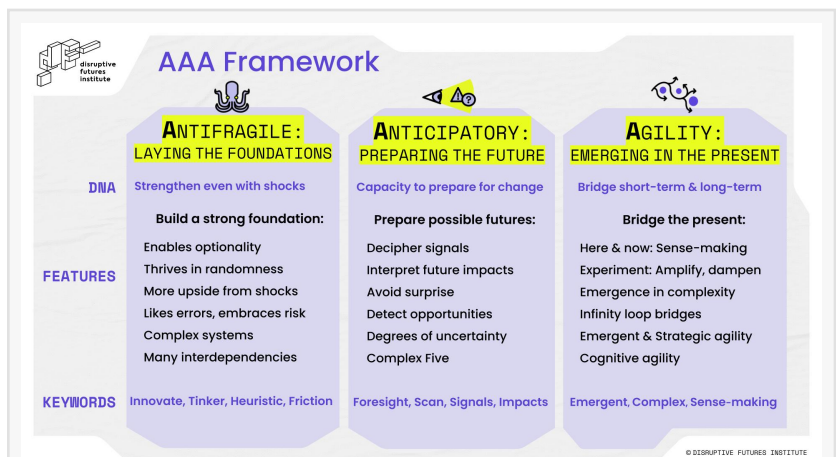 disruptive
futures
institute
AAA Framework
ANTIFRAGILE:
LAYING THE FOUNDATIONS
ANTICIPATORY:
PREPARING THE FUTURE
AGILITY:
EMERGING IN THE PRESENT
DNA
Strengthen even with shocks
Capacity to prepare for change
Bridge short-term & long-term
FEATURES
Build a strong foundation:
Enables optionality
Thrives in randomness
More upside from shocks
Likes errors, embraces risk
Complex systems
Many interdependencies
Prepare possible futures:
Decipher signals
Interpret future impacts
Avoid surprise
Detect opportunities
Degrees of uncertainty
Complex Five
Bridge the present:
Here & now: Sense-making
Experiment: Amplify, dampen
Emergence in complexity
Infinity loop bridges
Emergent & Strategic agility
Cognitive agility
KEYWORDS
Innovate, Tinker, Heuristic, Friction
Foresight, Scan, Signals, Impacts
Emergent, Complex, Sense-making
© DISRUPTIVE FUTURES INSTITUTE